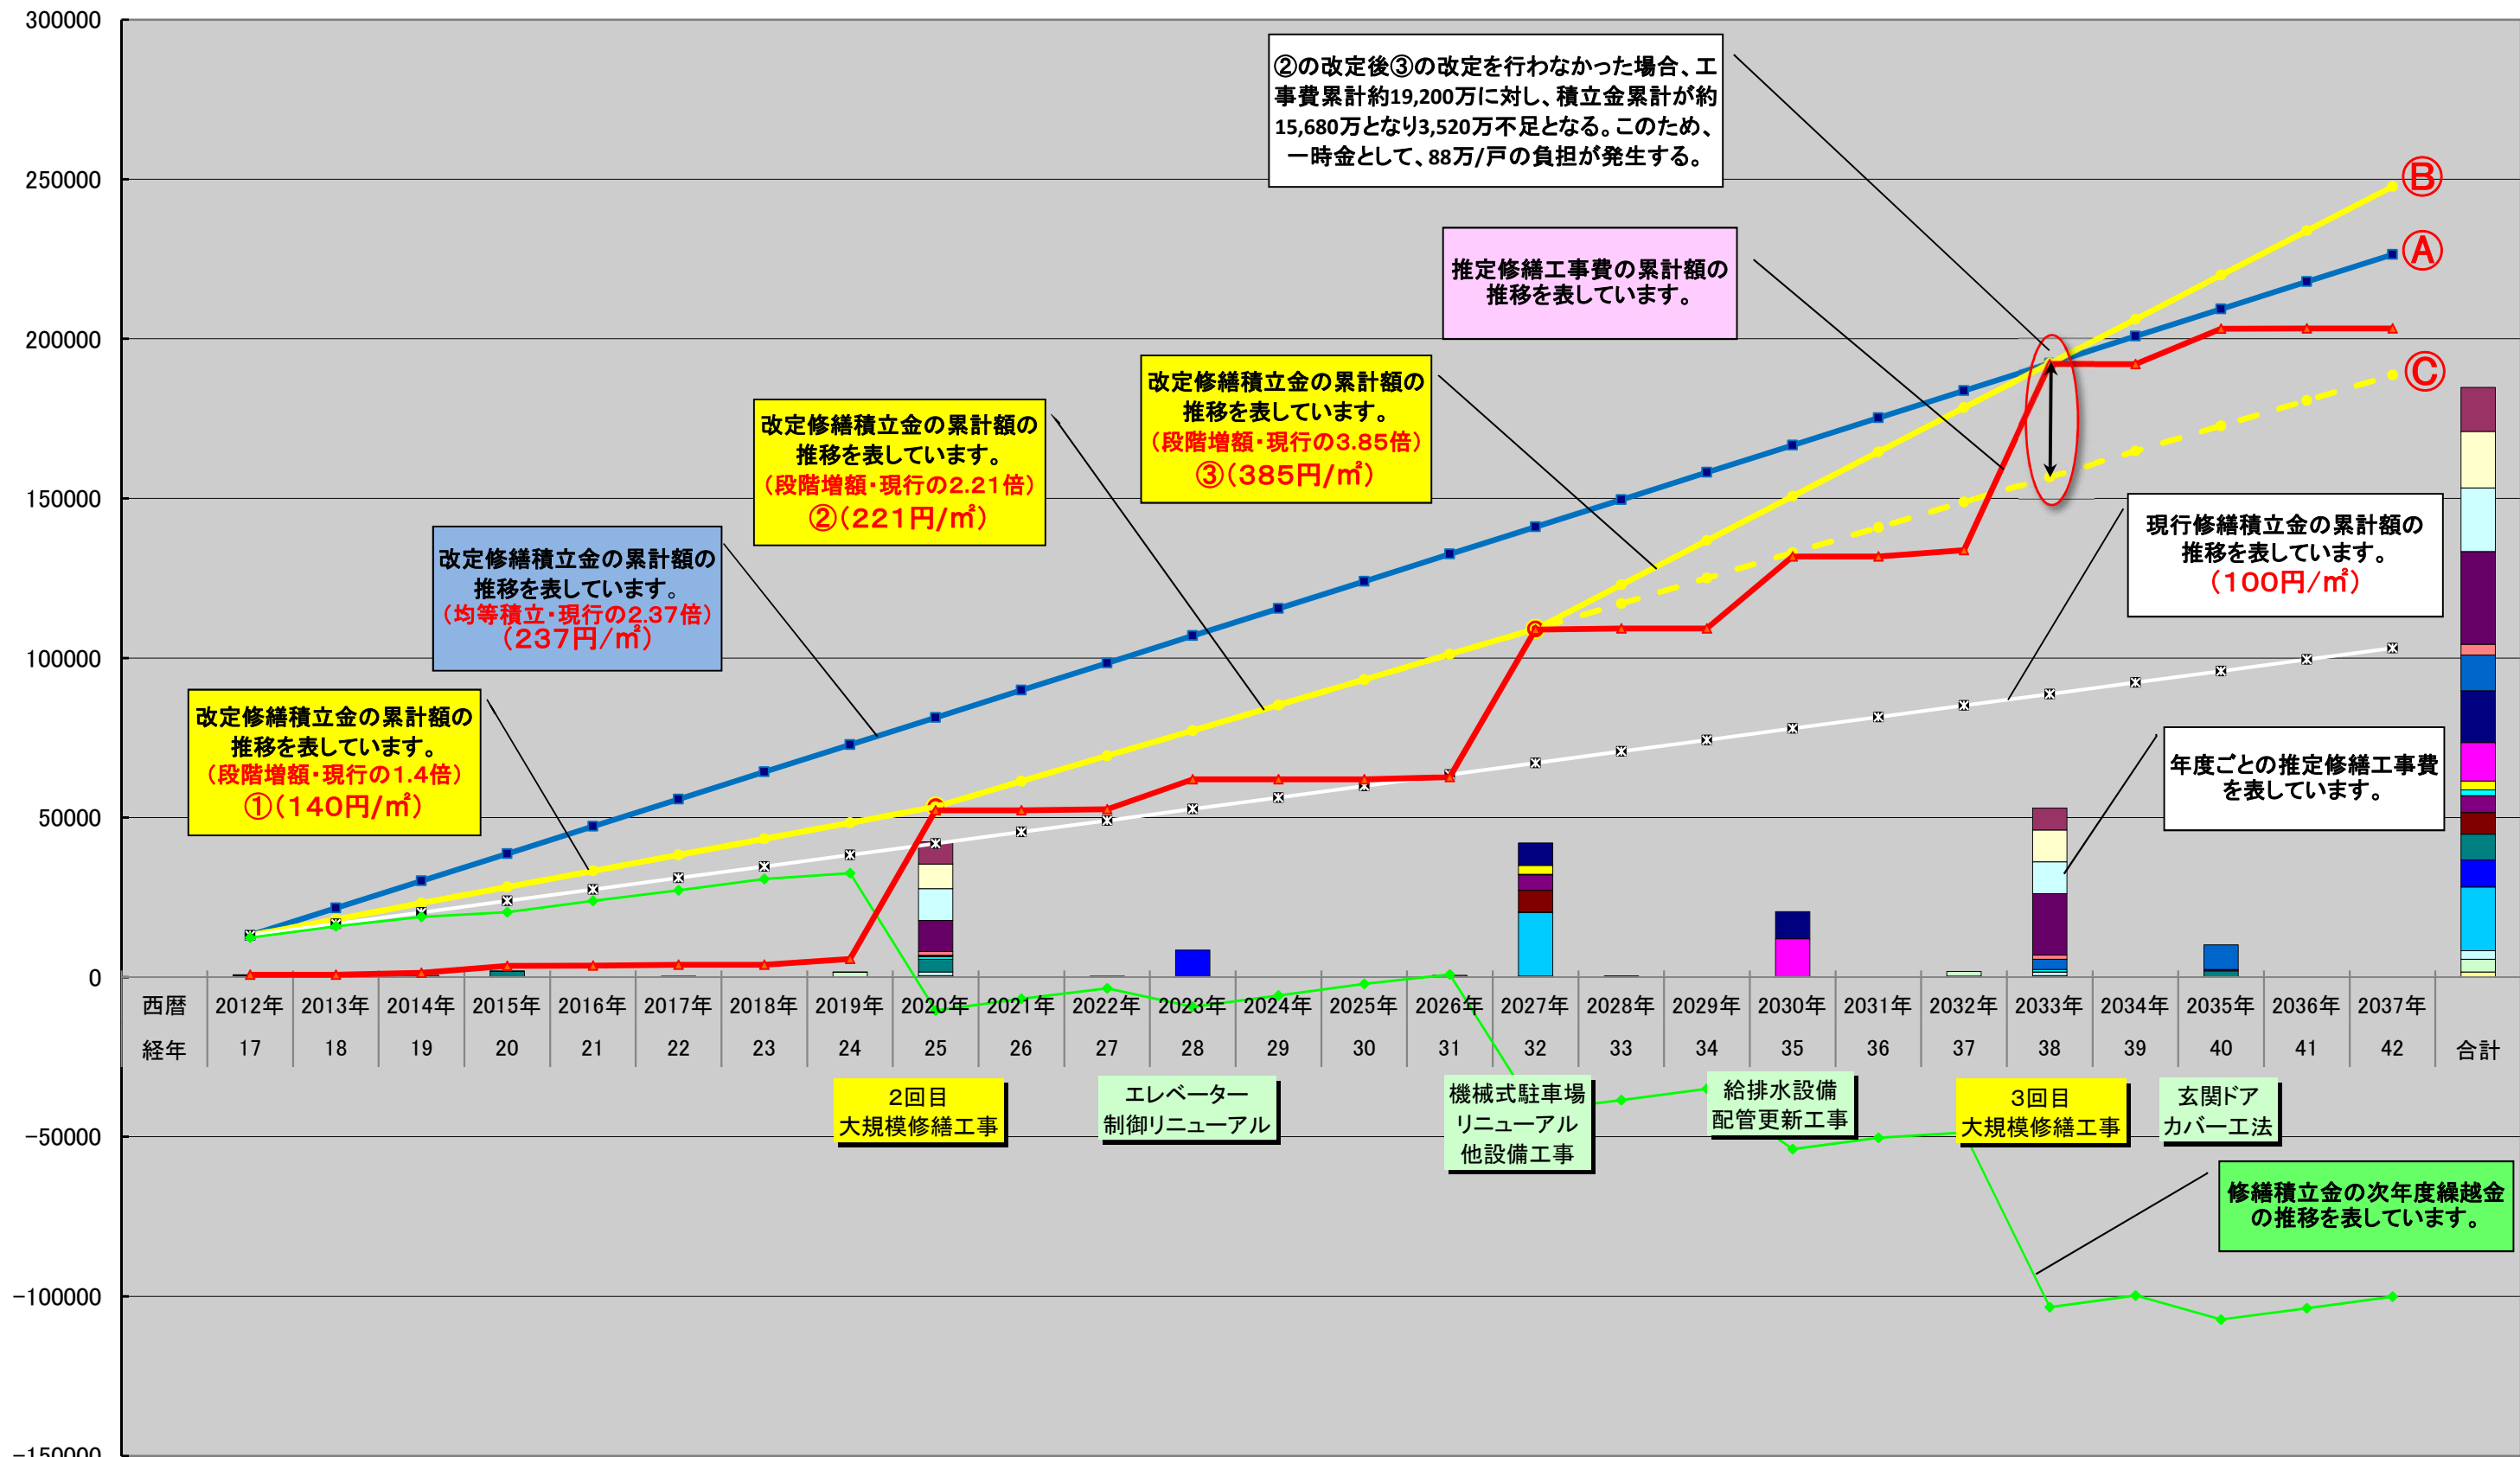 300000
250000
200000
150000
100000
50000
0
-50000
-100000
-150000
②の改定後③の改定を行わなかった場合、工
事費累計約19,200万に対し、積立金累計が約
15,680万となり3,520万不足となる。このため、
一時金として、88万/戸の負担が発生する。
推定修繕工事費の累計額の
推移を表しています。
Ⓑ
Ⓐ
Ⓒ
改定修繕積立金の累計額の
推移を表しています。
(段階増額・現行の3.85倍)
③(385円/㎡)
改定修繕積立金の累計額の
推移を表しています。
(段階増額・現行の2.21倍)
②(221円/㎡)
改定修繕積立金の累計額の
推移を表しています。
(均等積立・現行の2.37倍)
(237円/㎡)
改定修繕積立金の累計額の
推移を表しています。
(段階増額・現行の1.4倍)
①(140円/㎡)
現行修繕積立金の累計額の
推移を表しています。
(100円/㎡)
年度ごとの推定修繕工事費
を表しています。
西暦 2012年 2013年 2014年 2015年 2016年 2017年 2018年 2019年 2020年 2021年 2022年 2023年 2024年 2025年 2026年 2027年 2028年 2029年 2030年 2031年 2032年 2033年 2034年 2035年 2036年 2037年
経年 17 18 19 20 21 22 23 24 25 26 27 28 29 30 31 32 33 34 35 36 37 38 39 40 41 42 合計
2回目
大規模修繕工事
エレベーター
制御リニューアル
機械式駐車場
リニューアル
他設備工事
給排水設備
配管更新工事
3回目
大規模修繕工事
玄関ドア
カバー工法
修繕積立金の次年度繰越金
の推移を表しています。